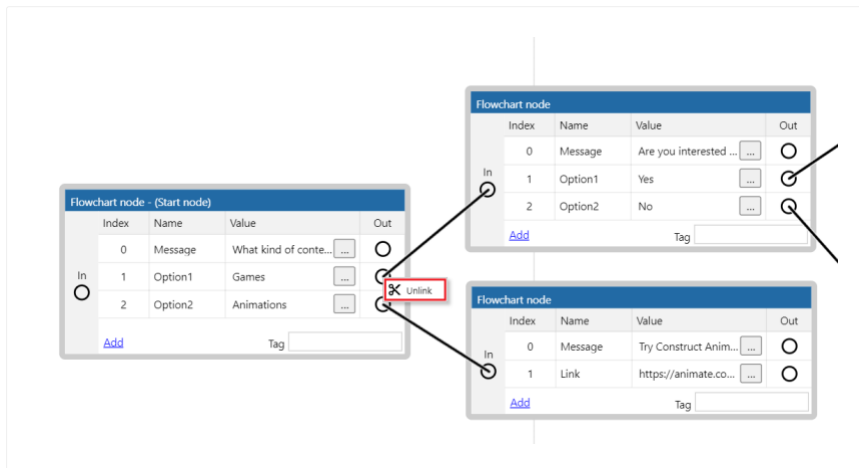 Flowchart node - (Start node)
Index Name Value Out
0 Message What kind of conte... ...
In 1 Option1 Games ...
Unlink
2 Option2 Animations ...
Add Tag
Flowchart node
Index Name Value Out
0 Message Are you interested ... ...
In 1 Option1 Yes ...
2 Option2 No ...
Add Tag
Flowchart node
Index Name Value Out
0 Message Try Construct Anim... ...
In 1 Link https://animate.co... ...
Add Tag